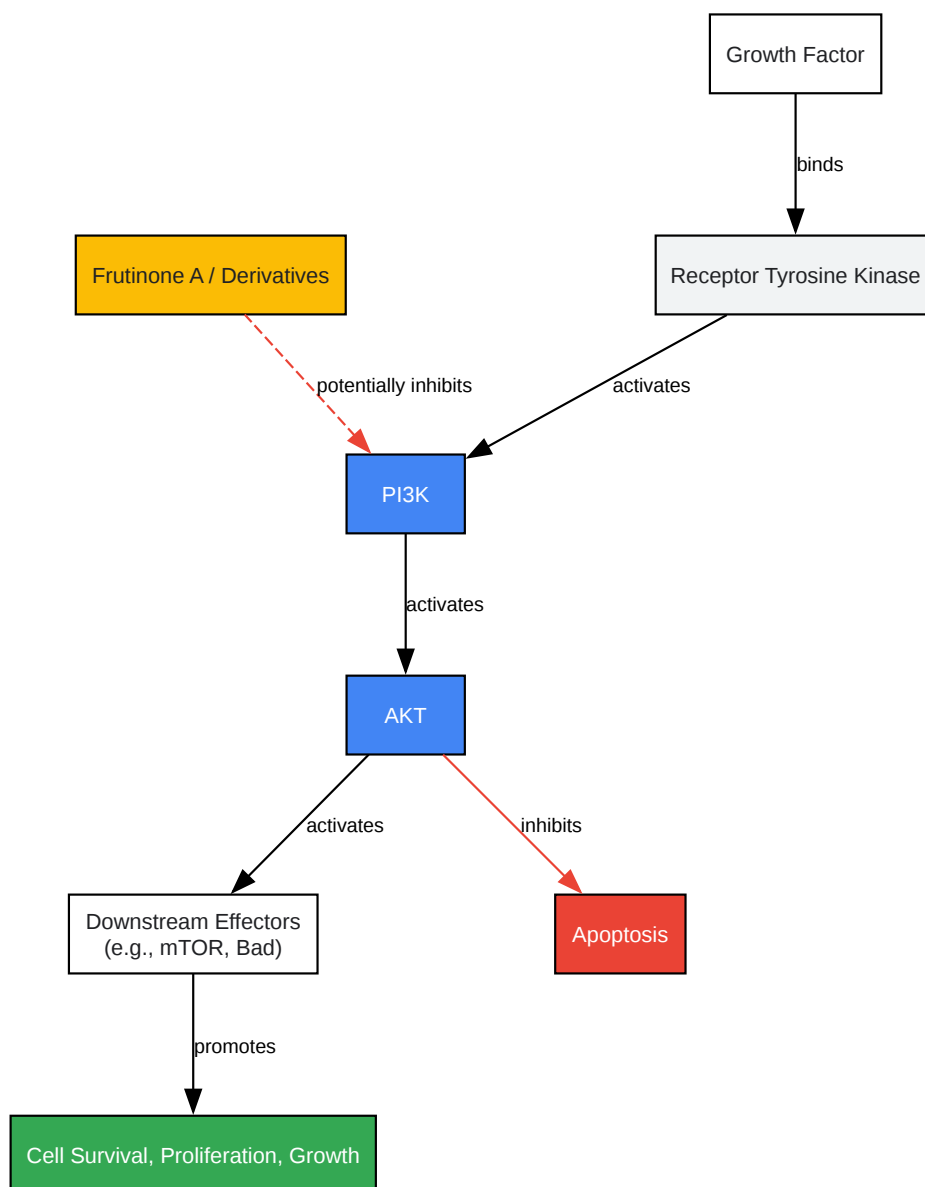 Growth Factor
binds
Frutinone A / Derivatives
Receptor Tyrosine Kinase
potentially inhibits
activates
PI3K
activates
AKT
activates
inhibits
Downstream Effectors
(e.g., mTOR, Bad)
Apoptosis
promotes
Cell Survival, Proliferation, Growth